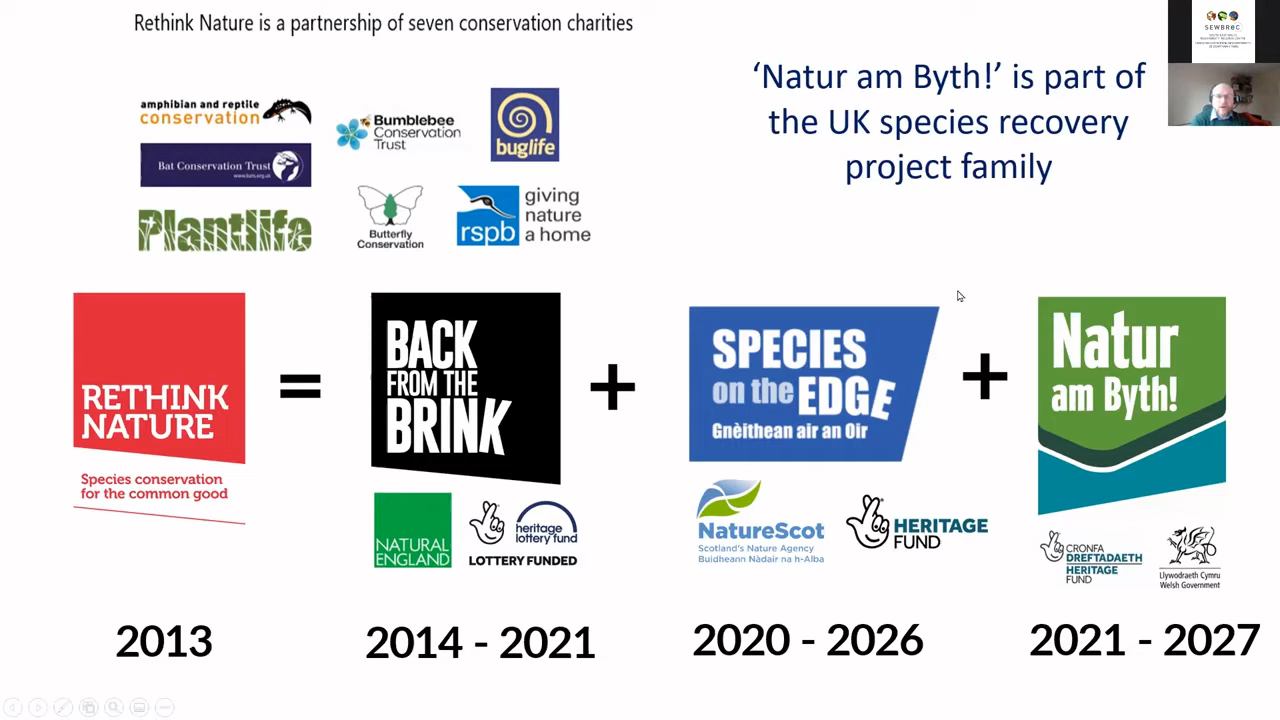 Rethink Nature is a partnership of seven conservation charities
‘Natur am Byth!’ is part of
the UK species recovery
project family
SEWBReC
amphibian and reptile
conservation
Bumblebee
Conservation
Trust
buglife
Bat Conservation Trust
www.bats.org.uk
Plantlife
Butterfly
Conservation
rspb
giving
nature
a home
RETHINK
NATURE
Species conservation
for the common good
=
BACK
FROM THE
BRINK
NATURAL
ENGLAND
heritage
lottery fund
LOTTERY FUNDED
+
SPECIES
on the EDGE
Gnèithean air an Oir
NatureScot
Scotland's Nature Agency
Buidheann Nàdair na h-Alba
HERITAGE
FUND
+
Natur
am Byth!
CRONFA
DREFTADAETH
HERITAGE
FUND
Llywodraeth Cymru
Welsh Government
2013
2014 - 2021
2020 - 2026
2021 - 2027